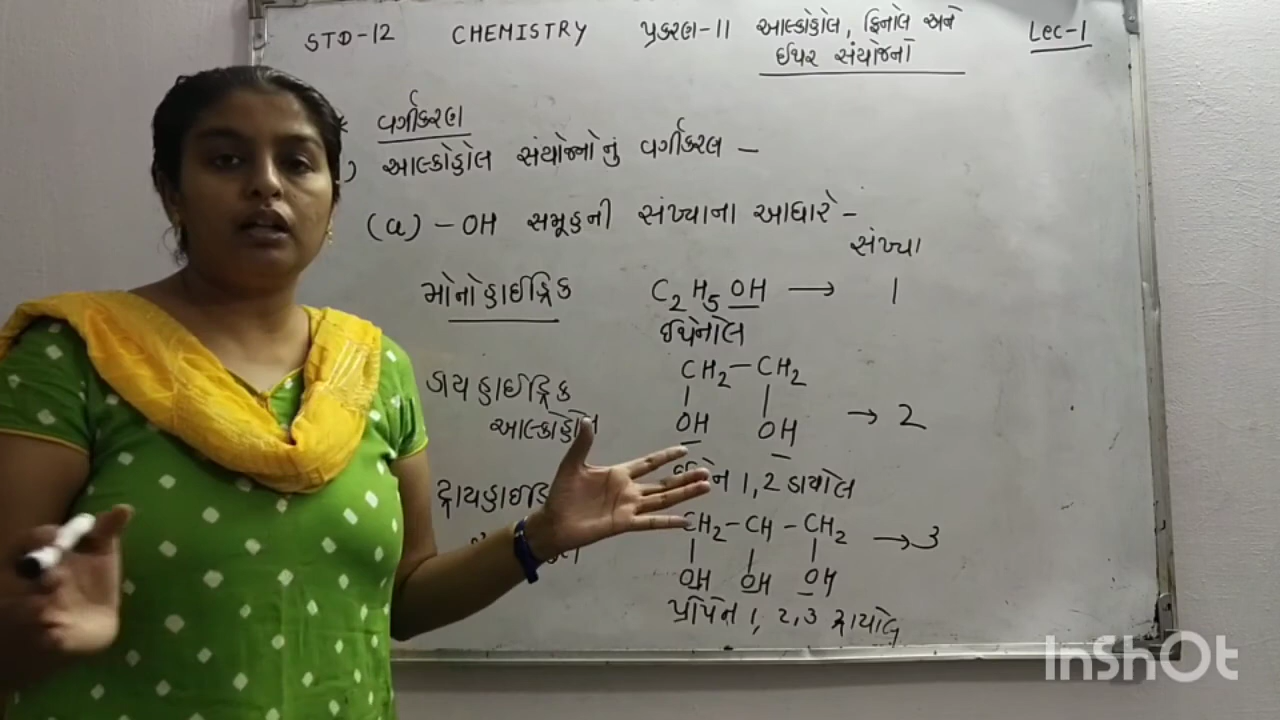 STD-12 CHEMISTRY પ્રકરણ-11 આલ્કોહોલ, ફિનોલ અને Lec-1
ઈથર સંયોજનો
* વર્ગીકરણ
) આલ્કોહોલ સંયોજનોનું વર્ગીકરણ –
(a) - OH સમૂહની સંખ્યાના આધારે -
સંખ્યા
મોનોહાઈડ્રિક C2H5OH → 1
ઈથેનોલ
CH2-CH2
ડાયહાઈડ્રિક
આલ્કોહોલ OH OH → 2
1,2 ડાયોલ
CH2-CH-CH2 → 3
OH OH OH
પ્રોપેન 1, 2,3 ટ્રાયોલ
InShOt